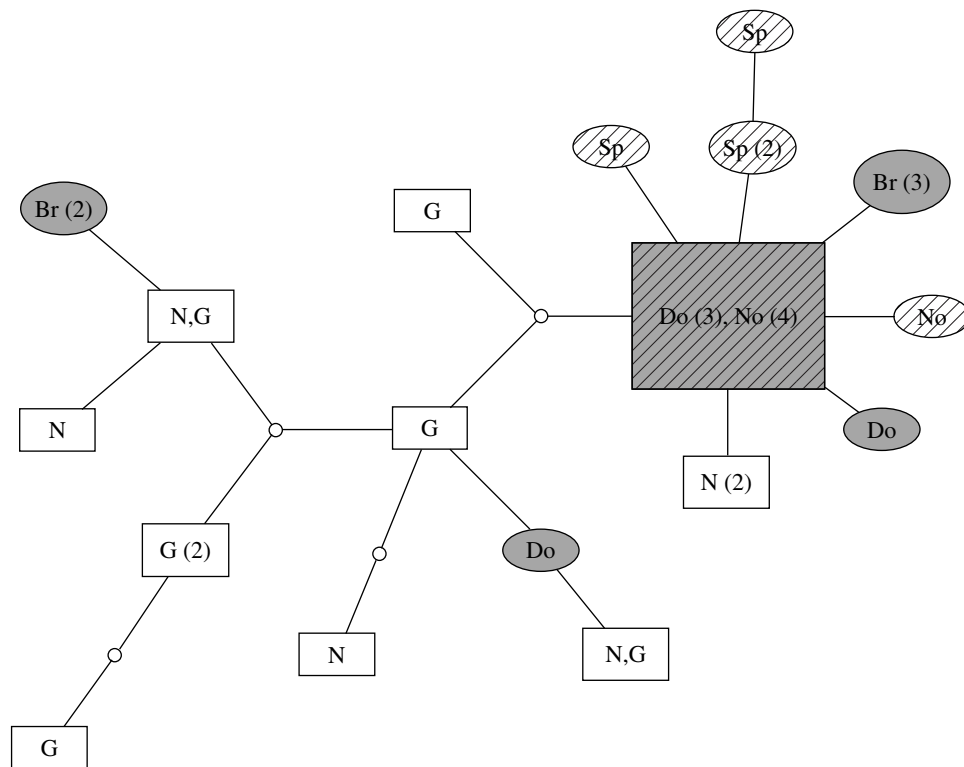 Sp
Sp
Sp (2)
Br (3)
Br (2)
G
N,G
Do (3), No (4)
No
N
G
Do
N (2)
G (2)
Do
N
N,G
G